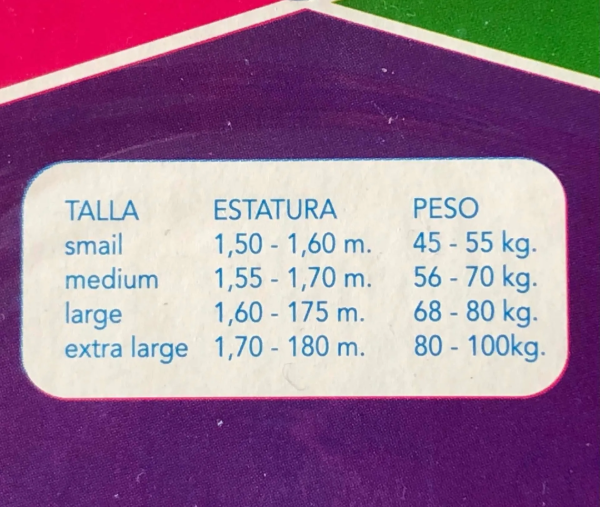 TALLA ESTATURA PESO
smail 1,50 - 1,60 m. 45 - 55 kg.
medium 1,55 - 1,70 m. 56 - 70 kg.
large 1,60 - 175 m. 68 - 80 kg.
extra large 1,70 - 180 m. 80 - 100kg.